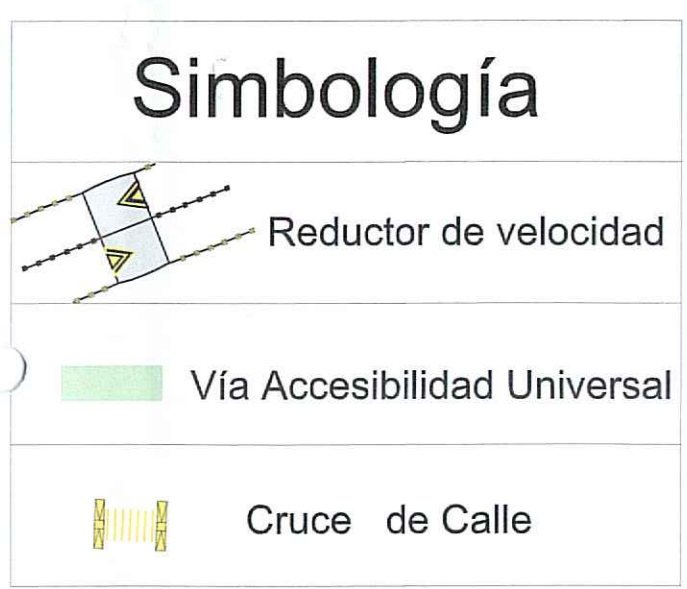 Simbología
Reductor de velocidad
Vía Accesibilidad Universal
Cruce de Calle